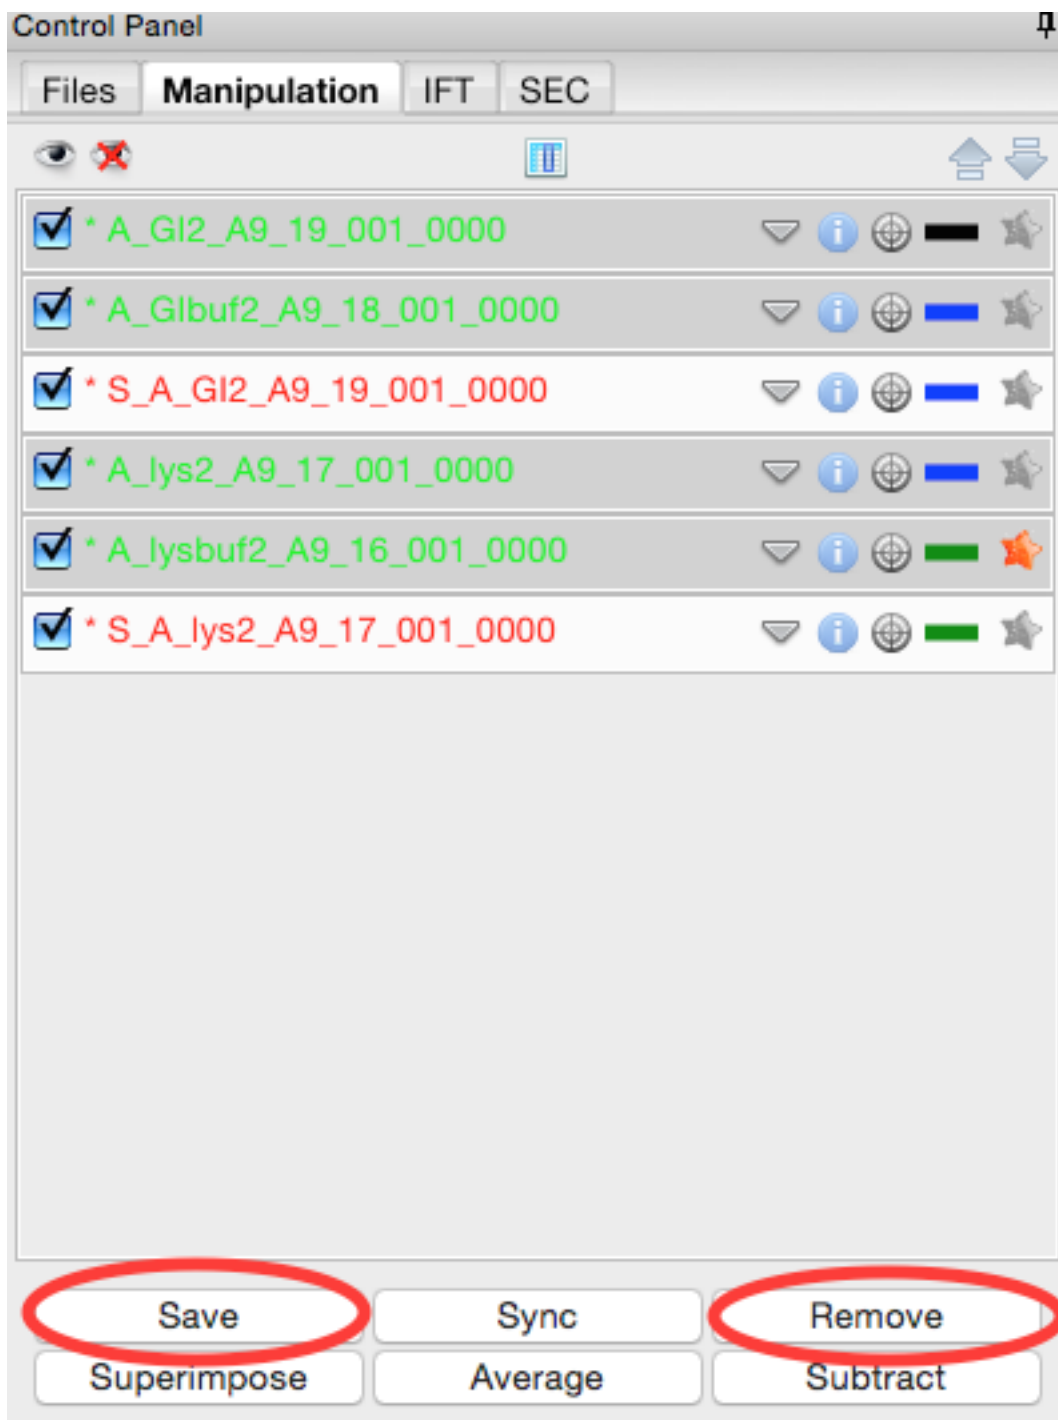 Control Panel
Files Manipulation IFT SEC
* A_GI2_A9_19_001_0000
* A_GIbuf2_A9_18_001_0000
* S_A_GI2_A9_19_001_0000
* A_lys2_A9_17_001_0000
* A_lysbuf2_A9_16_001_0000
* S_A_lys2_A9_17_001_0000
Save Sync Remove
Superimpose Average Subtract